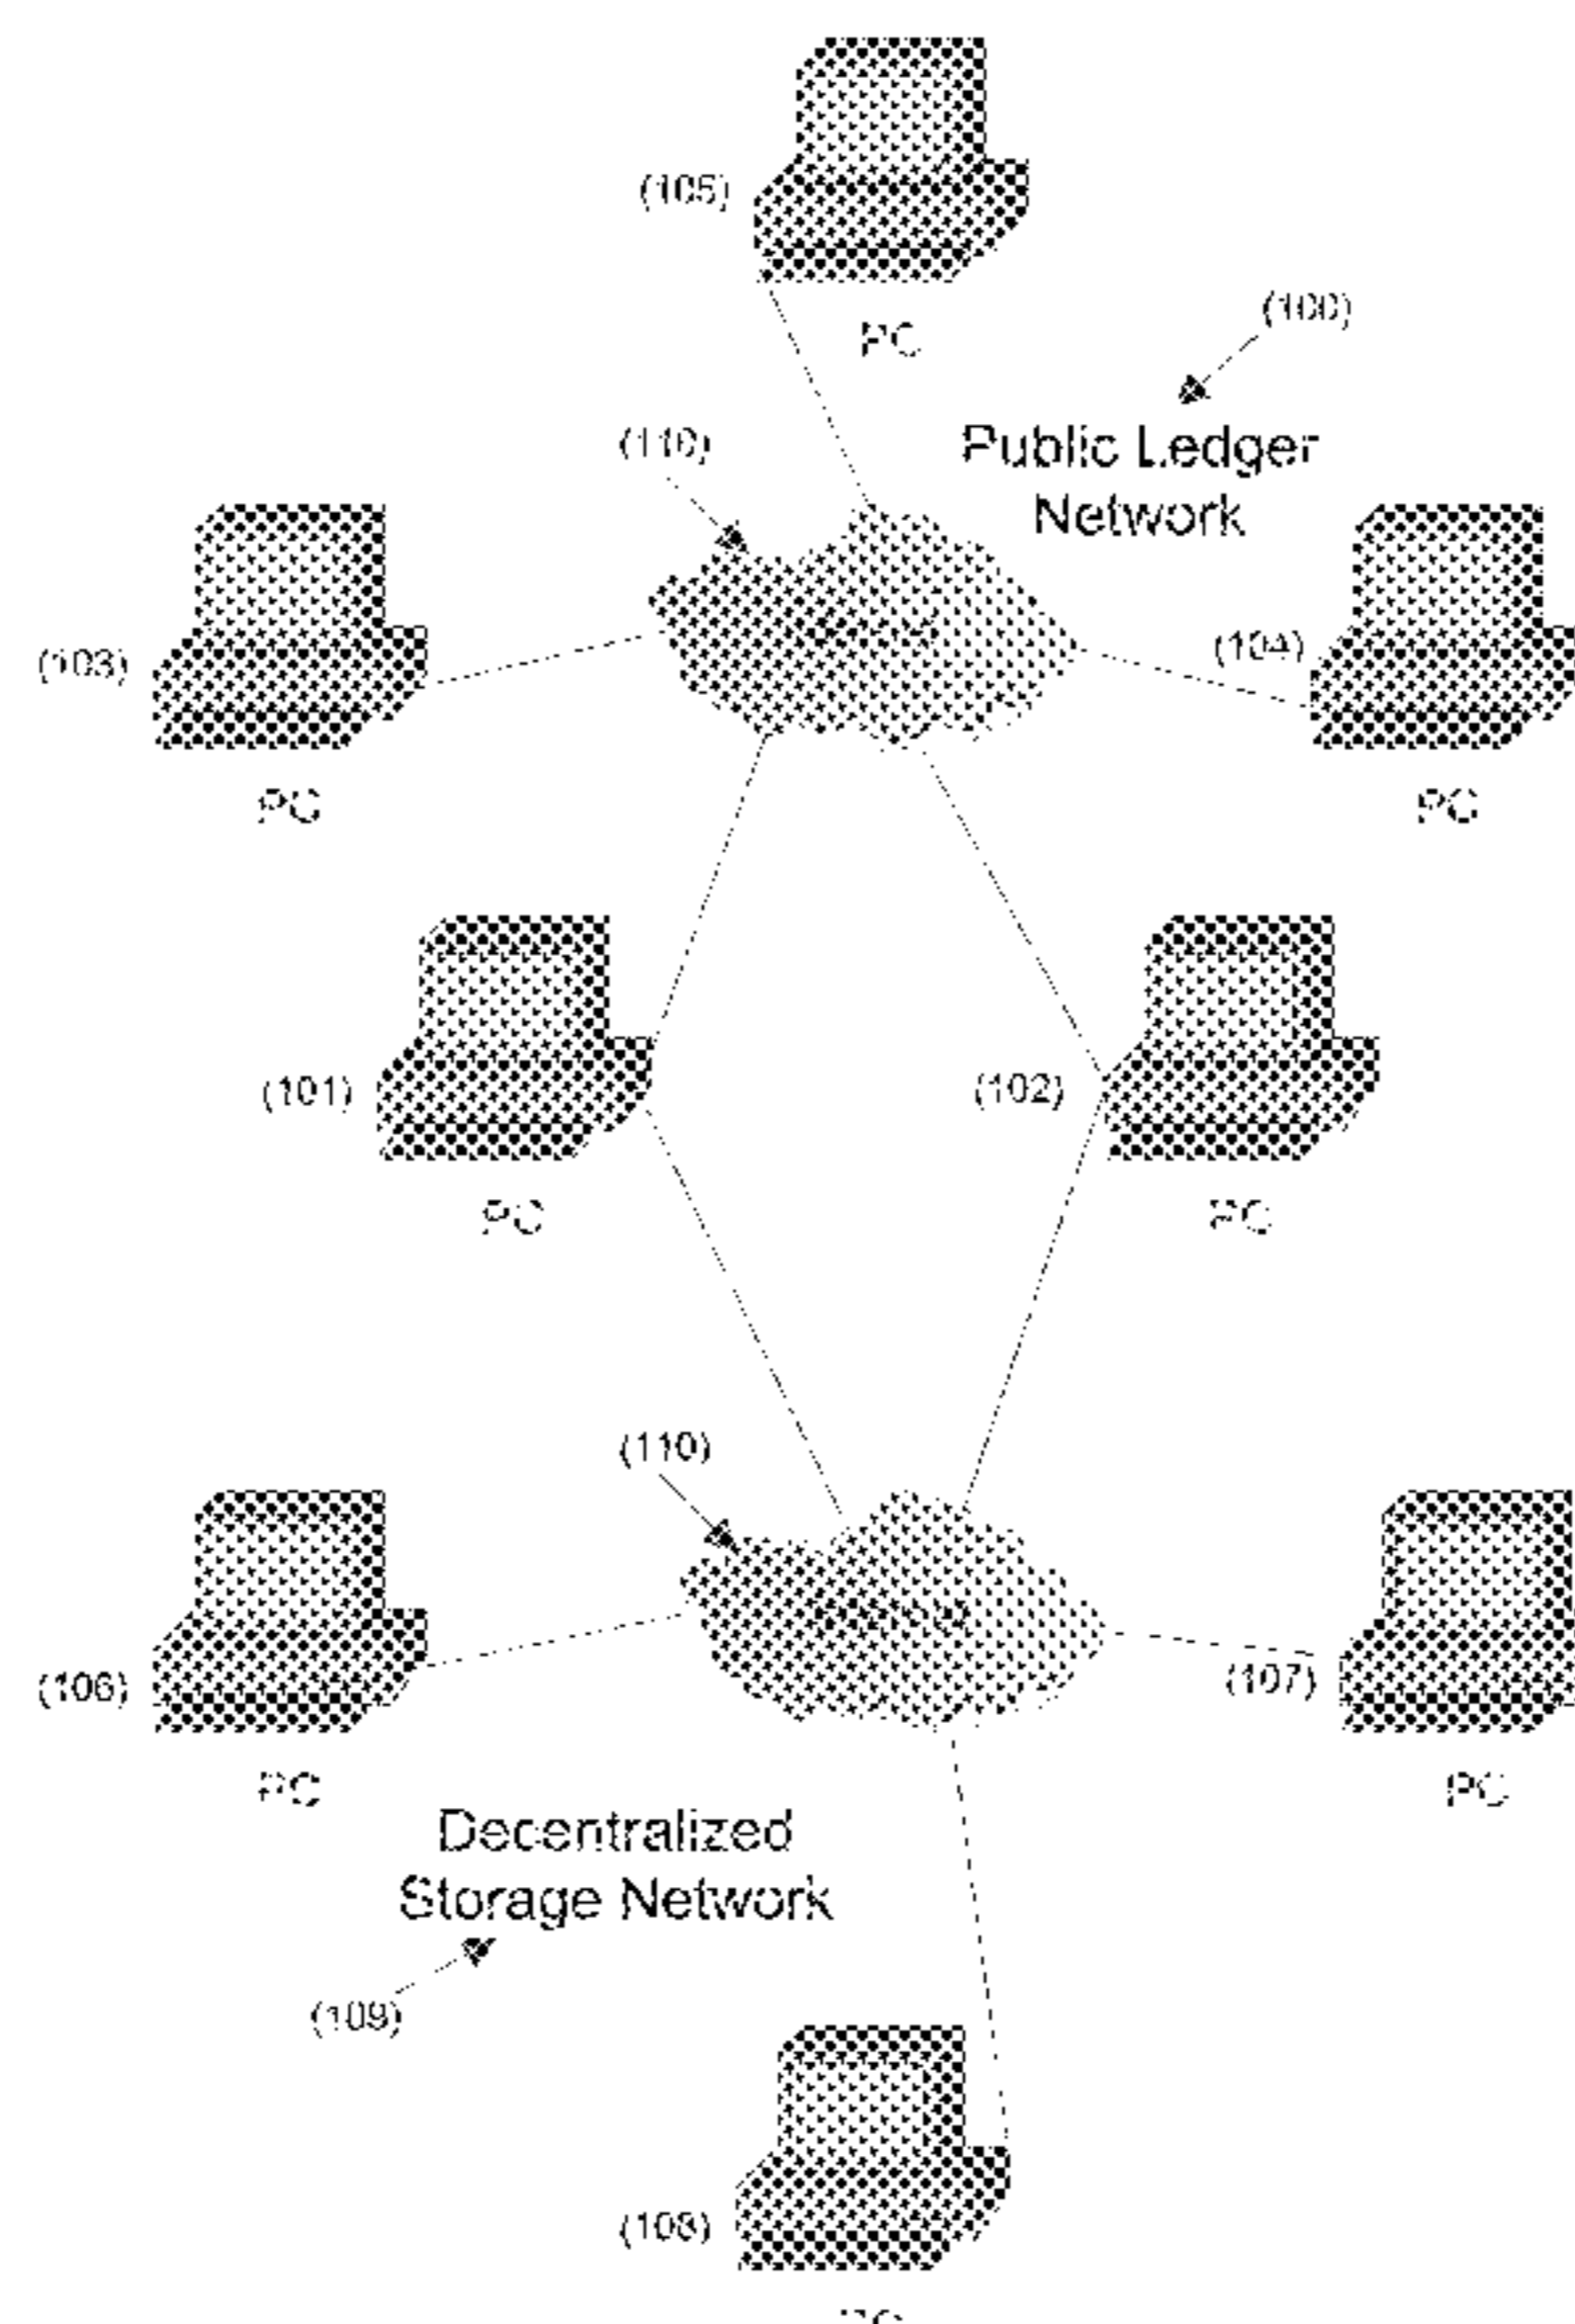 (105)
PC
(100)
(110)
Public Ledger
Network
(103)
(104)
PC
PC
(101)
(102)
PC
PC
(110)
(106)
(107)
PC
PC
Decentralized
Storage Network
(109)
(108)